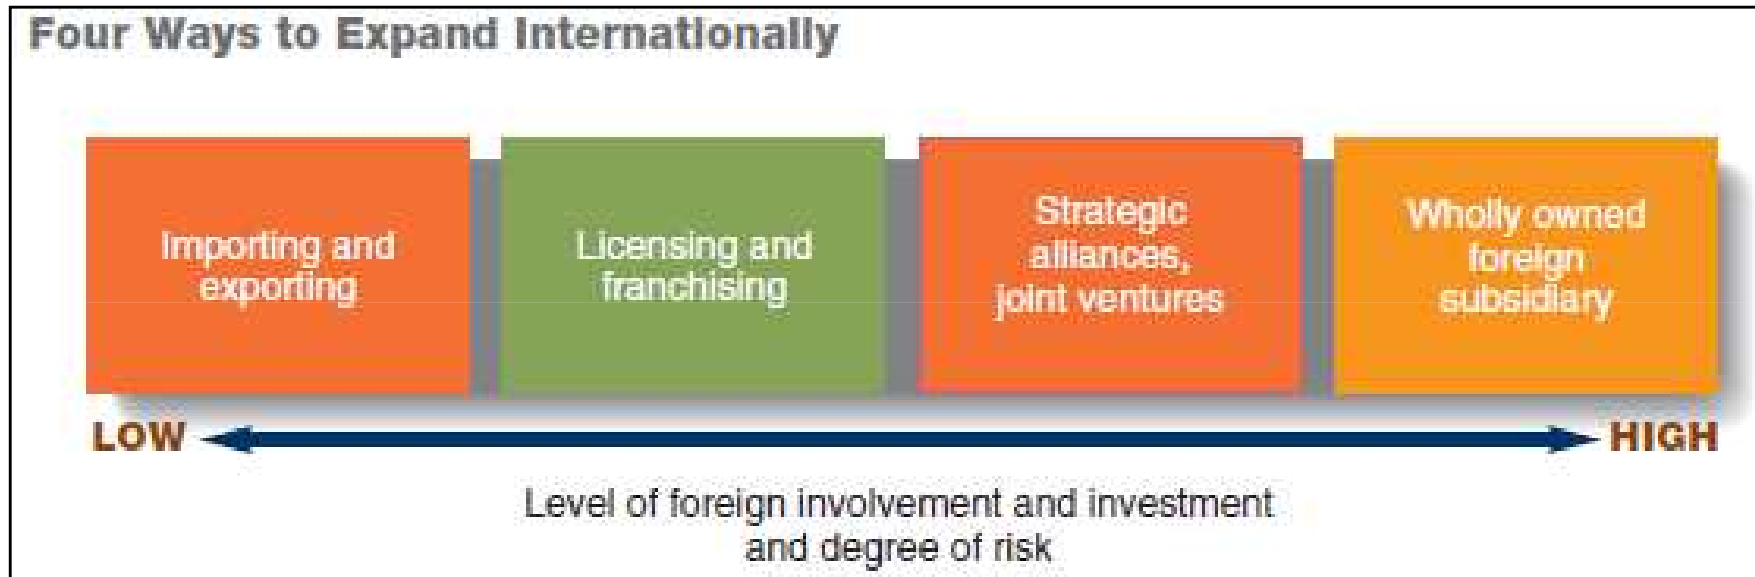 Four Ways to Expand Internationally
Importing and
exporting
Licensing and
franchising
Strategic
alliances,
joint ventures
Wholly owned
foreign
subsidiary
LOW
HIGH
Level of foreign involvement and investment
and degree of risk